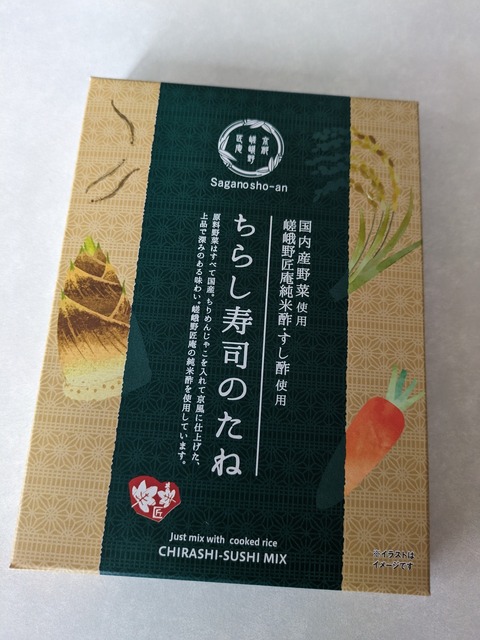 京風
嵯峨野
匠庵
Saganosho-an
国内産野菜使用
嵯峨野匠庵純米酢・すし酢使用
ちらし寿司のたね
原料野菜はすべて国産。ちりめんじゃこを入れて京風に仕上げた、
上品で深みのある味わい。嵯峨野匠庵の純米酢を使用しています。
匠
Just mix with cooked rice
CHIRASHI-SUSHI MIX
※イラストは
イメージです